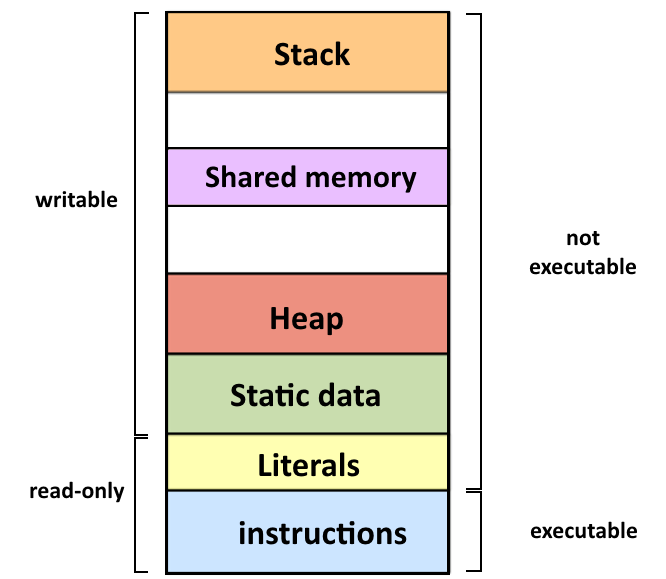 Stack
Shared memory
writable
not
executable
Heap
Static data
Literals
read-only
instructions
executable